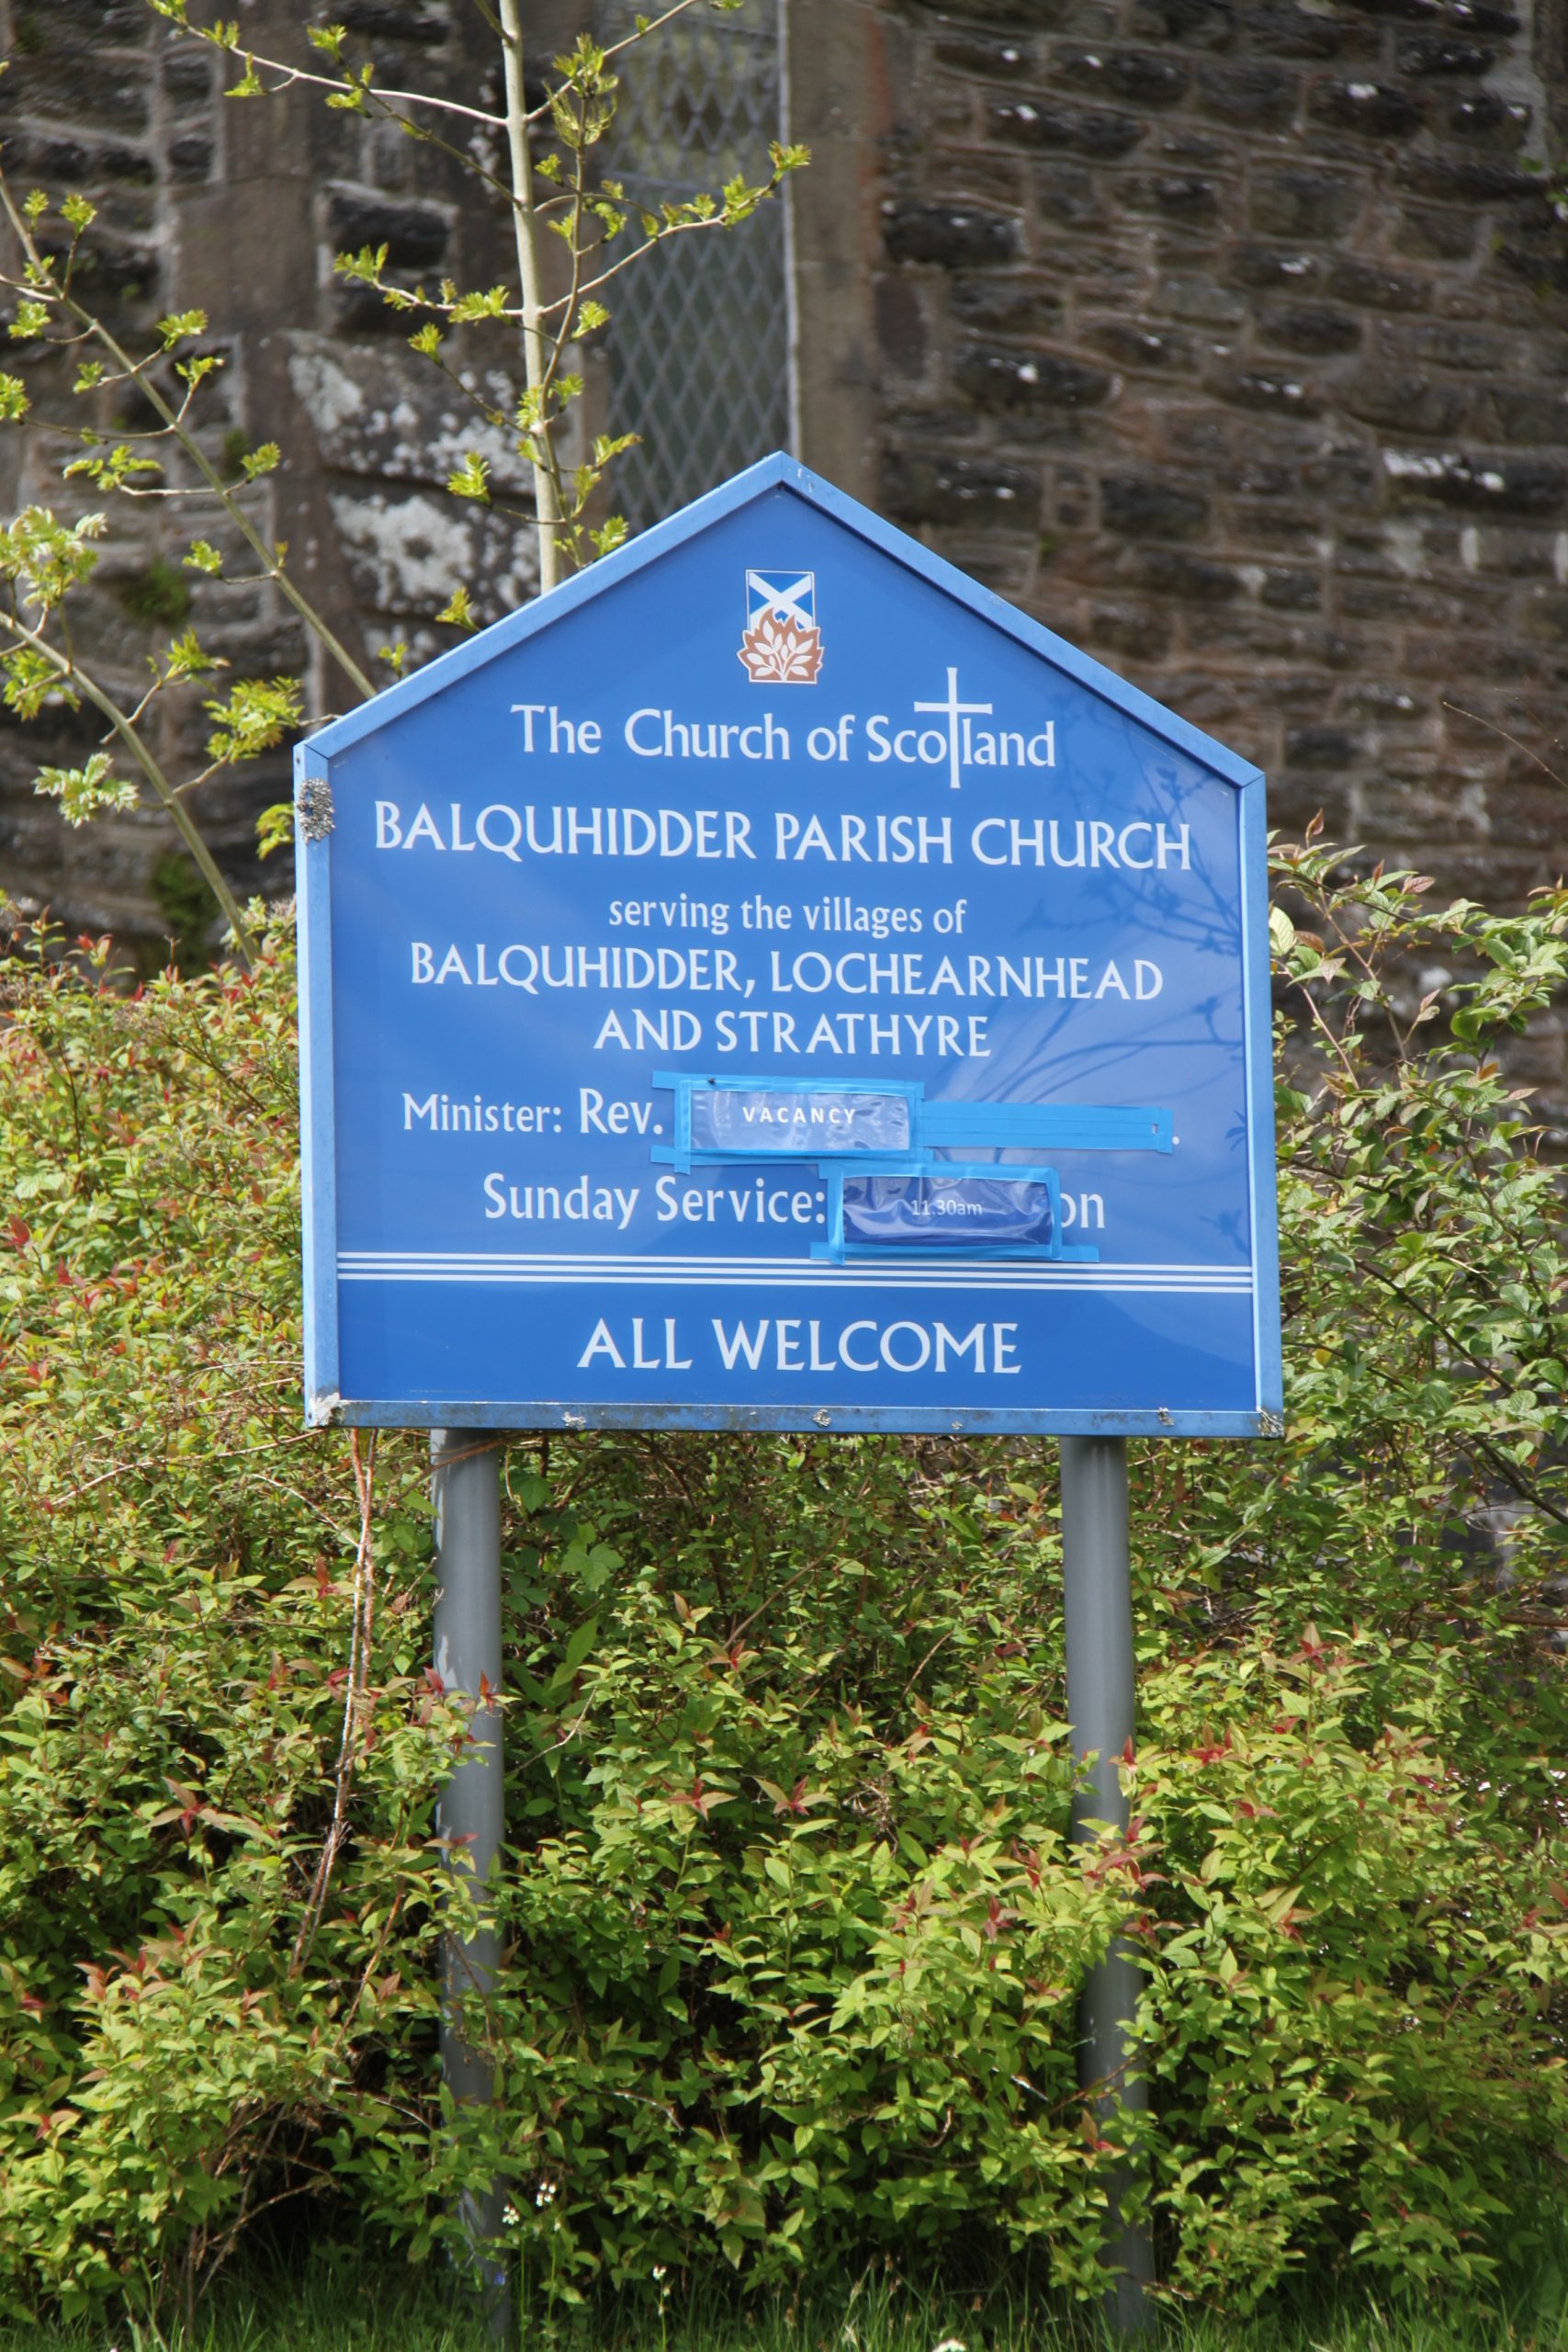 The Church of Scotland
BALQUHIDDER PARISH CHURCH
serving the villages of
BALQUHIDDER, LOCHEARNHEAD
AND STRATHYRE
Minister: Rev. VACANCY .
Sunday Service: 11.30am on
ALL WELCOME